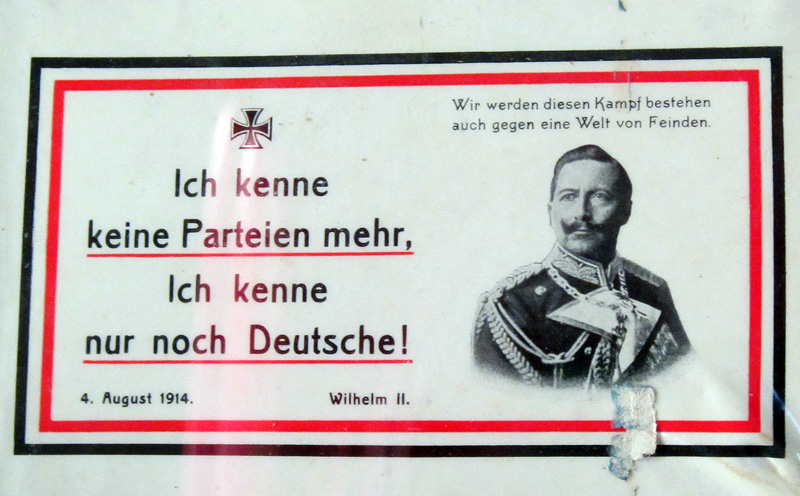 Ich kenne
keine Parteien mehr,
Ich kenne
nur noch Deutsche!
4. August 1914. Wilhelm II.
Wir werden diesen Kampf bestehen
auch gegen eine Welt von Feinden.